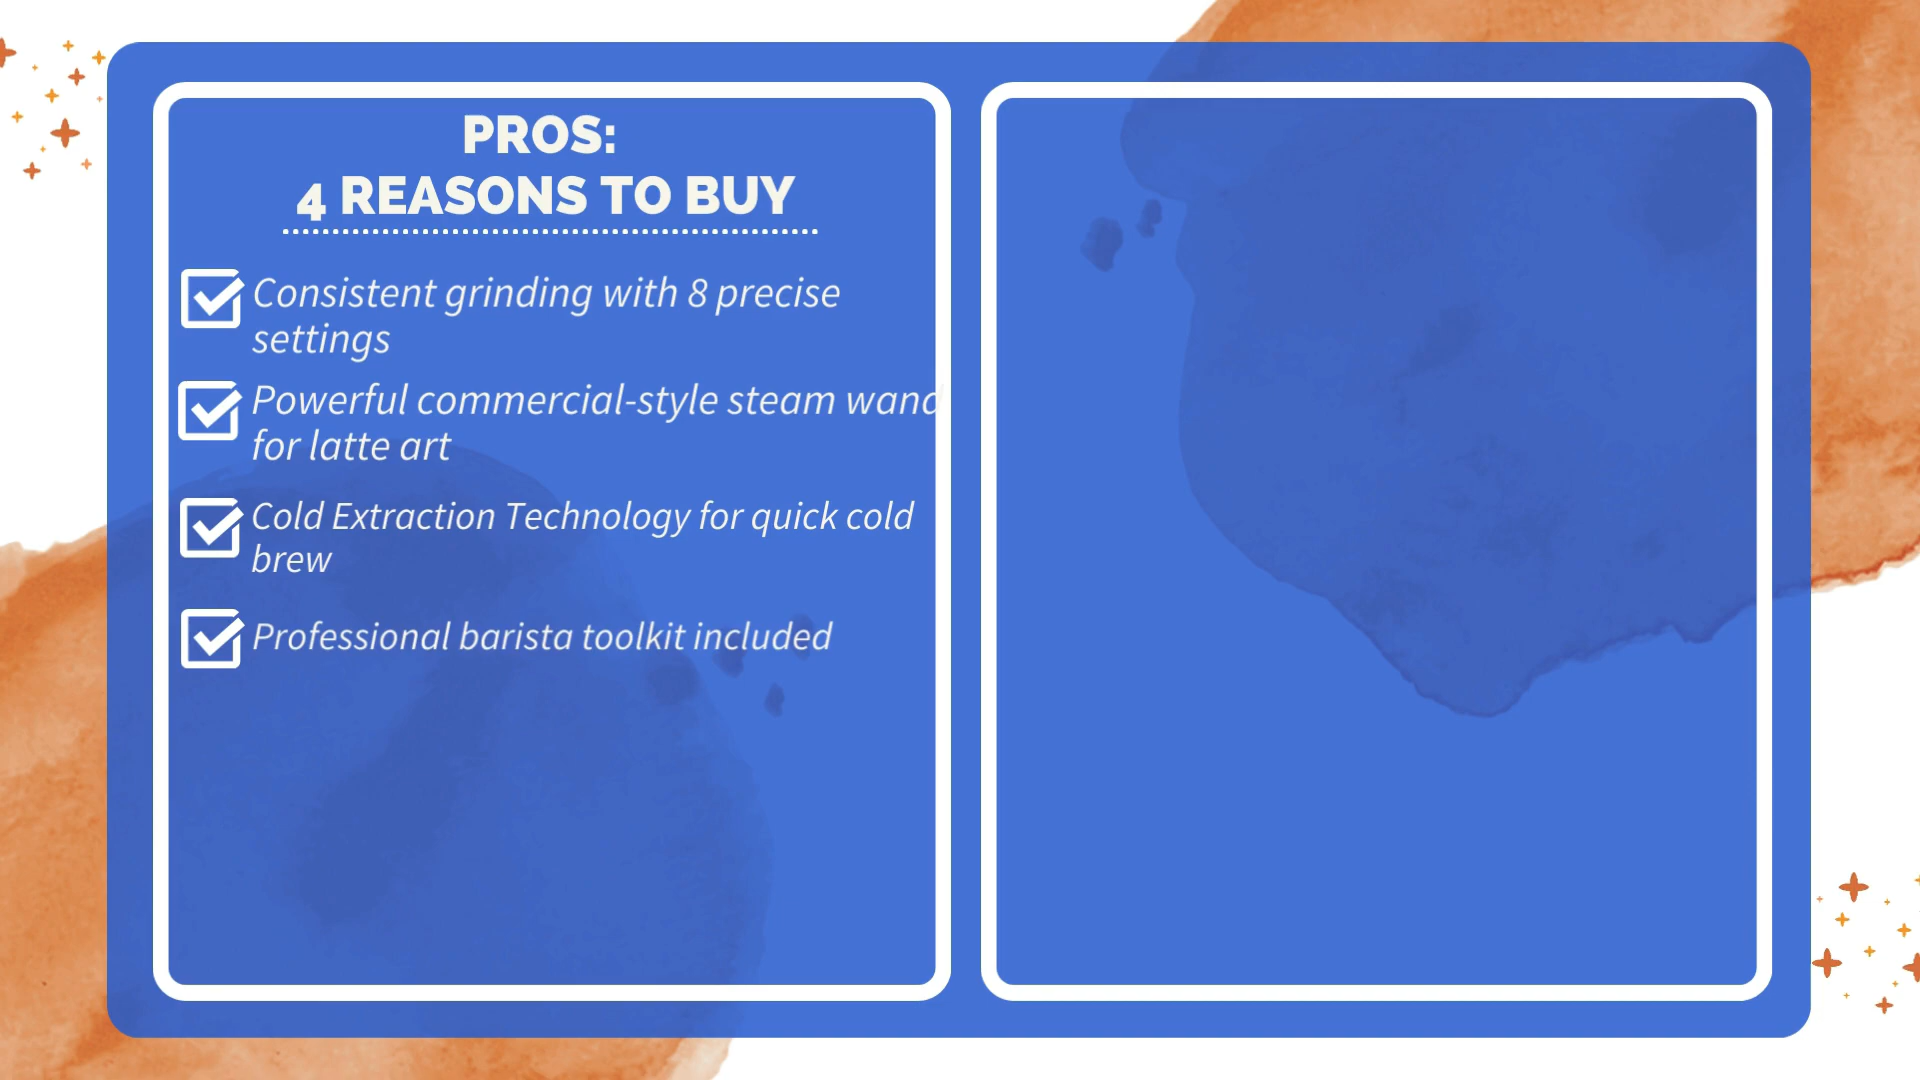 PROS:
4 REASONS TO BUY
Consistent grinding with 8 precise
settings
Powerful commercial-style steam wand
for latte art
Cold Extraction Technology for quick cold
brew
Professional barista toolkit included